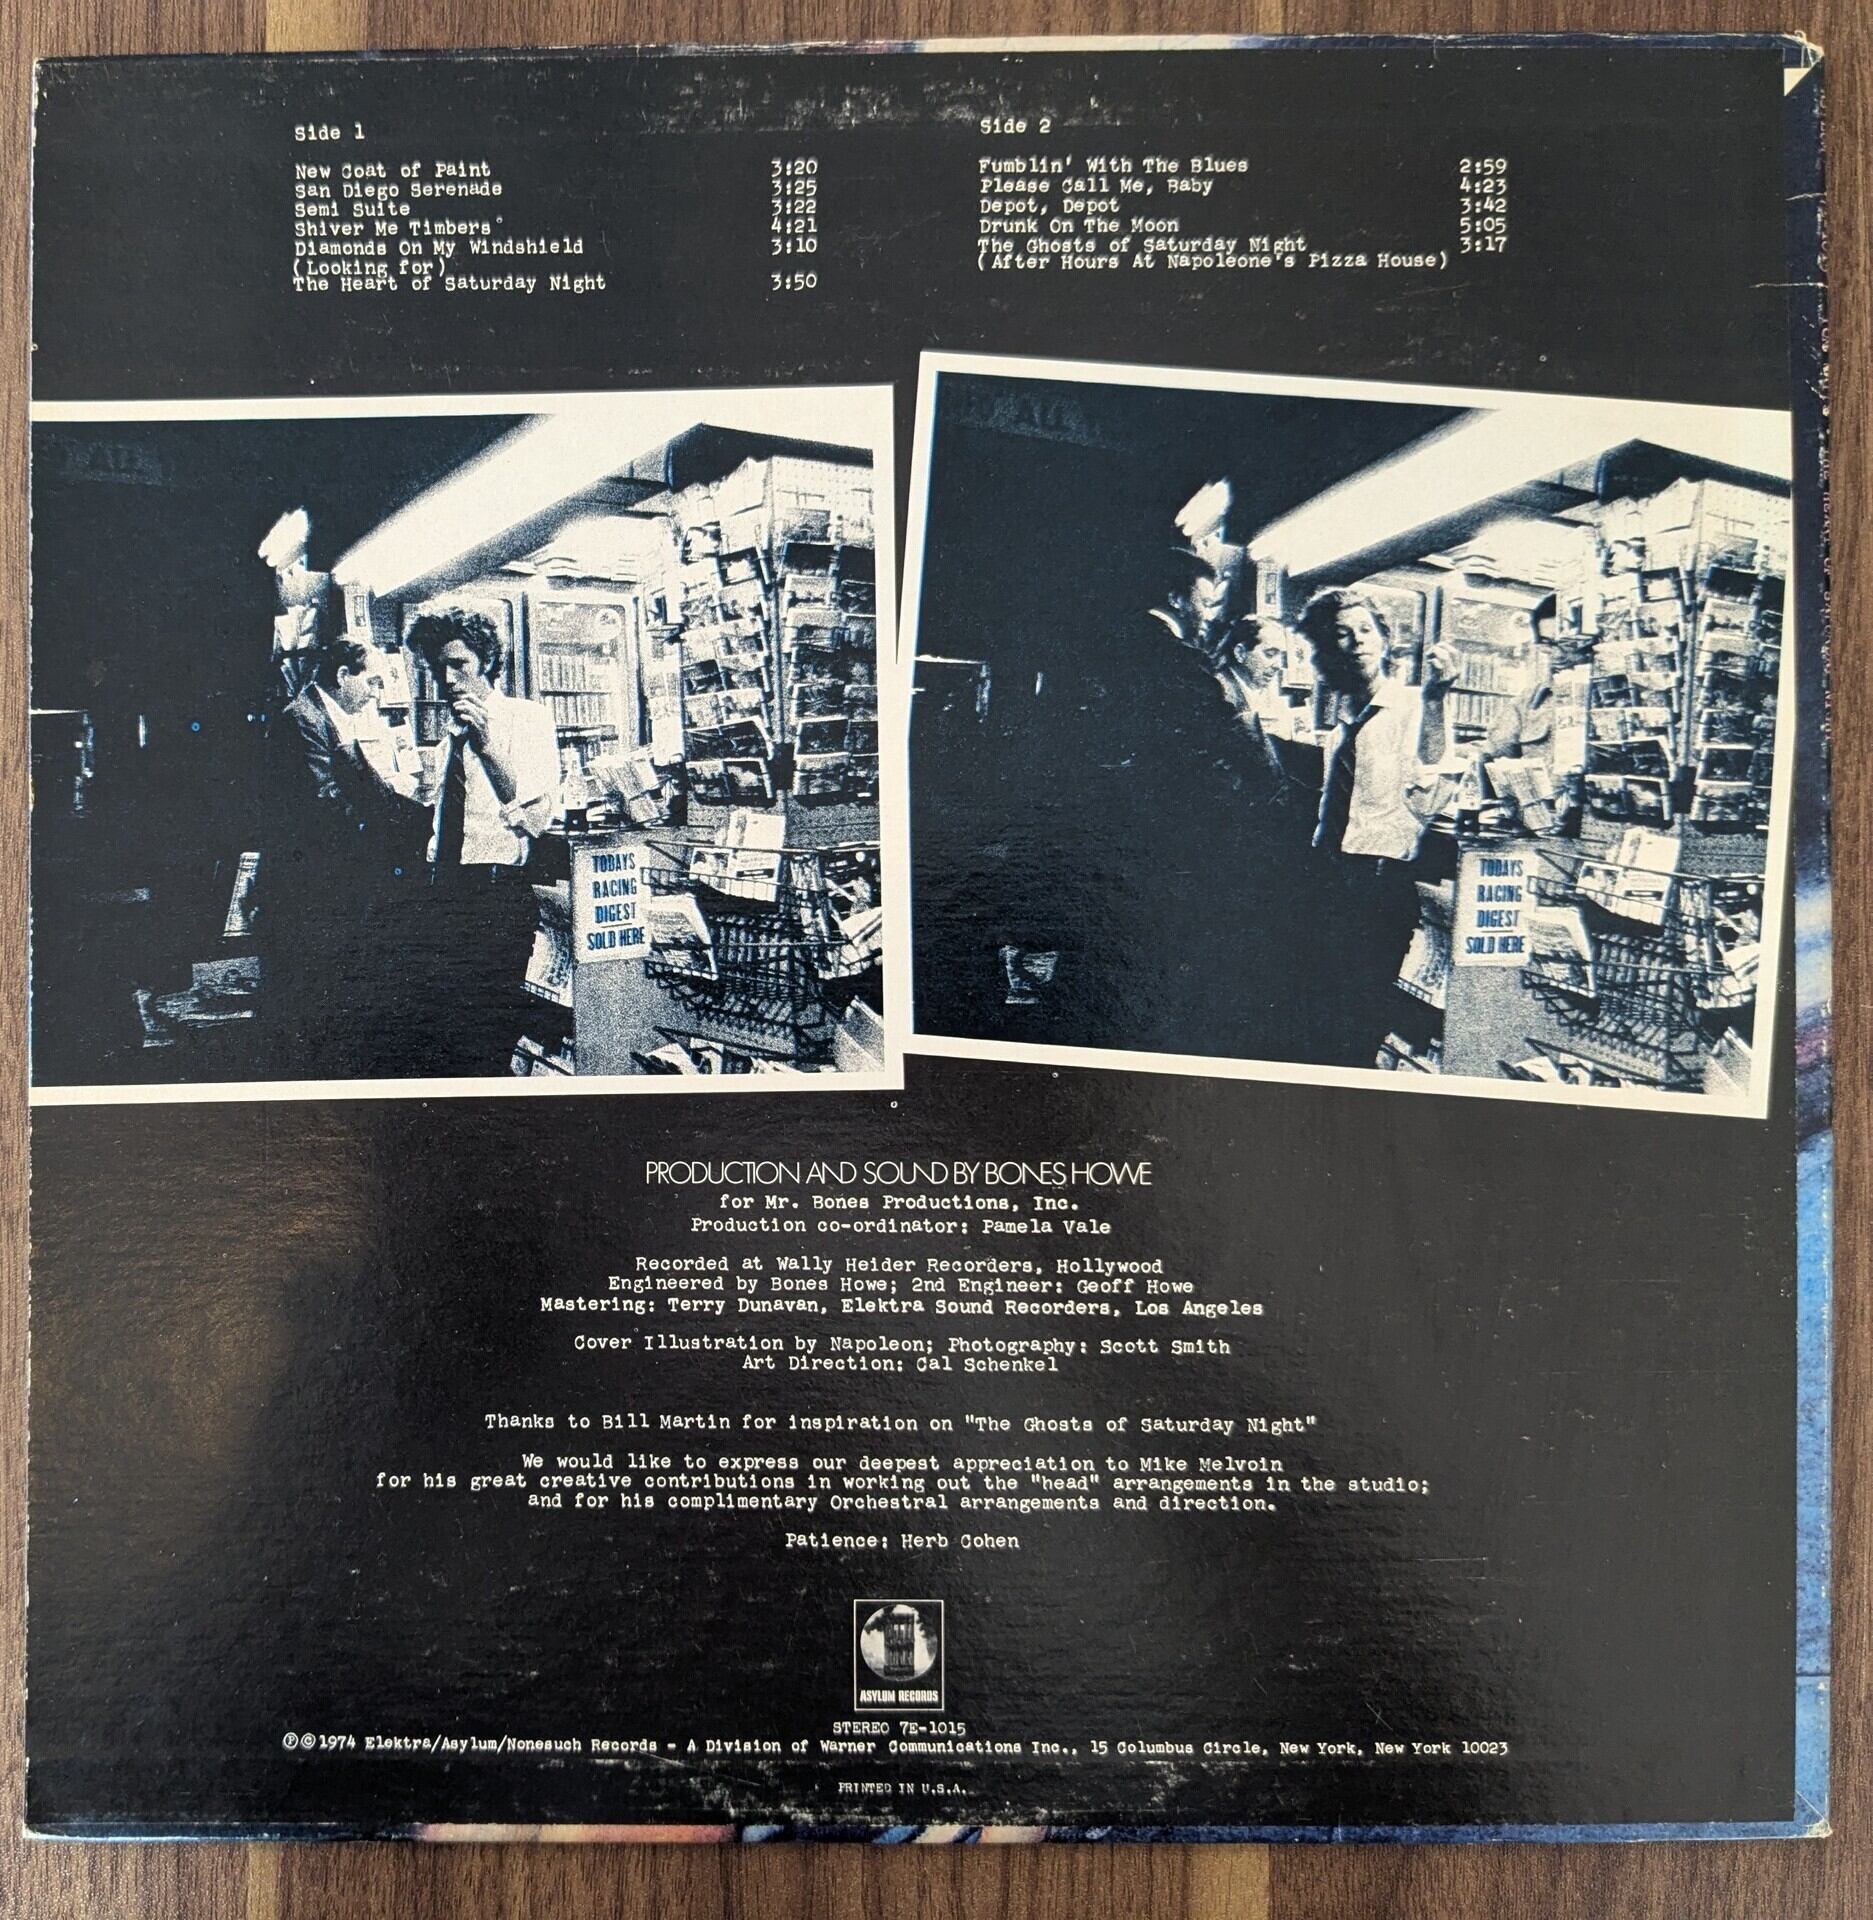 Side 1
New Coat of Paint 3:20
San Diego Serenade 3:25
Semi Suite 3:22
Shiver Me Timbers 4:21
Diamonds On My Windshield 3:10
(Looking for)
The Heart of Saturday Night 3:50
Side 2
Fumblin' With The Blues 2:59
Please Call Me, Baby 4:23
Depot, Depot 3:42
Drunk On The Moon 5:05
The Ghosts of Saturday Night 3:17
(After Hours At Napoleone's Pizza House)
TODAYS
RACING
DIGEST
SOLD HERE
TODAYS
RACING
DIGEST
SOLD HERE
PRODUCTION AND SOUND BY BONES HOWE
for Mr. Bones Productions, Inc.
Production co-ordinator: Pamela Vale
Recorded at Wally Heider Recorders, Hollywood
Engineered by Bones Howe; 2nd Engineer: Geoff Howe
Mastering: Terry Dunavan, Elektra Sound Recorders, Los Angeles
Cover Illustration by Napoleon; Photography: Scott Smith
Art Direction: Cal Schenkel
Thanks to Bill Martin for inspiration on "The Ghosts of Saturday Night"
We would like to express our deepest appreciation to Mike Melvoin
for his great creative contributions in working out the "head" arrangements in the studio;
and for his complimentary Orchestral arrangements and direction.
Patience: Herb Cohen
ASYLUM RECORDS
STEREO 7E-1015
℗©1974 Elektra/Asylum/Nonesuch Records - A Division of Warner Communications Inc., 15 Columbus Circle, New York, New York 10023
PRINTED IN U.S.A.